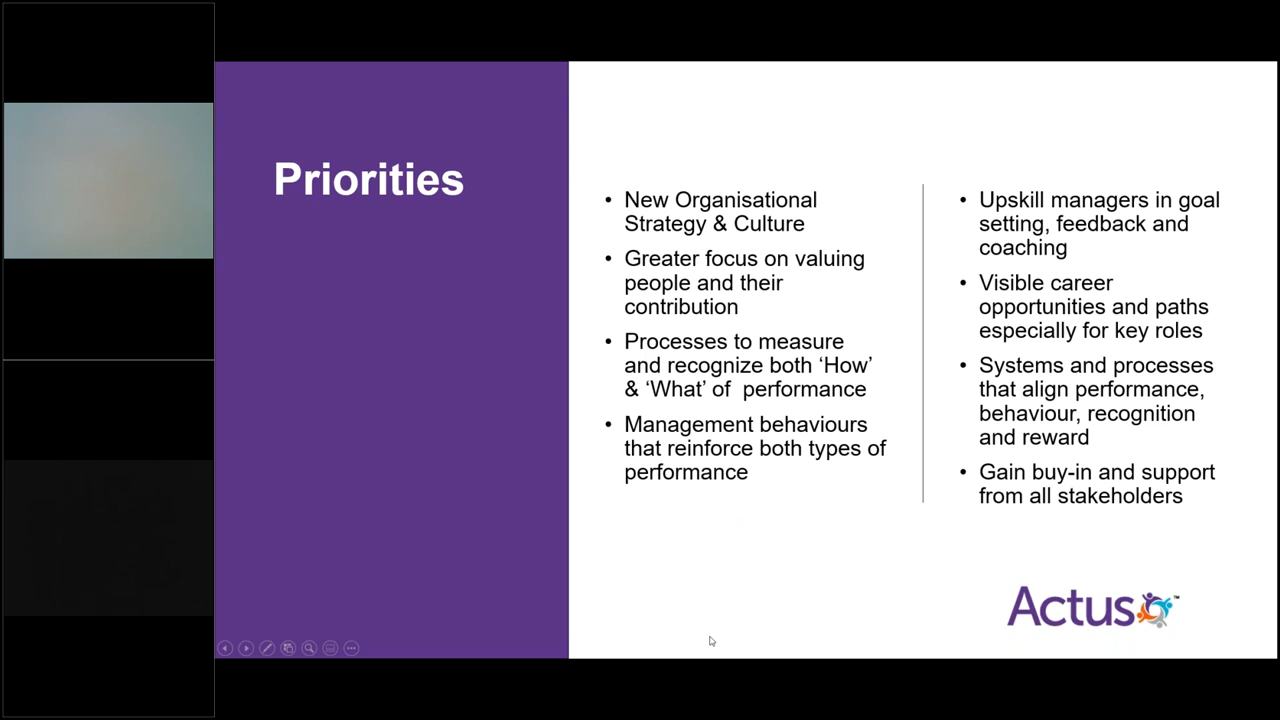 Priorities
• New Organisational
Strategy & Culture
• Greater focus on valuing
people and their
contribution
• Processes to measure
and recognize both ‘How’
& ‘What’ of  performance
• Management behaviours
that reinforce both types of
performance
• Upskill managers in goal
setting, feedback and
coaching
• Visible career
opportunities and paths
especially for key roles
• Systems and processes
that align performance,
behaviour, recognition
and reward
• Gain buy-in and support
from all stakeholders
Actus™